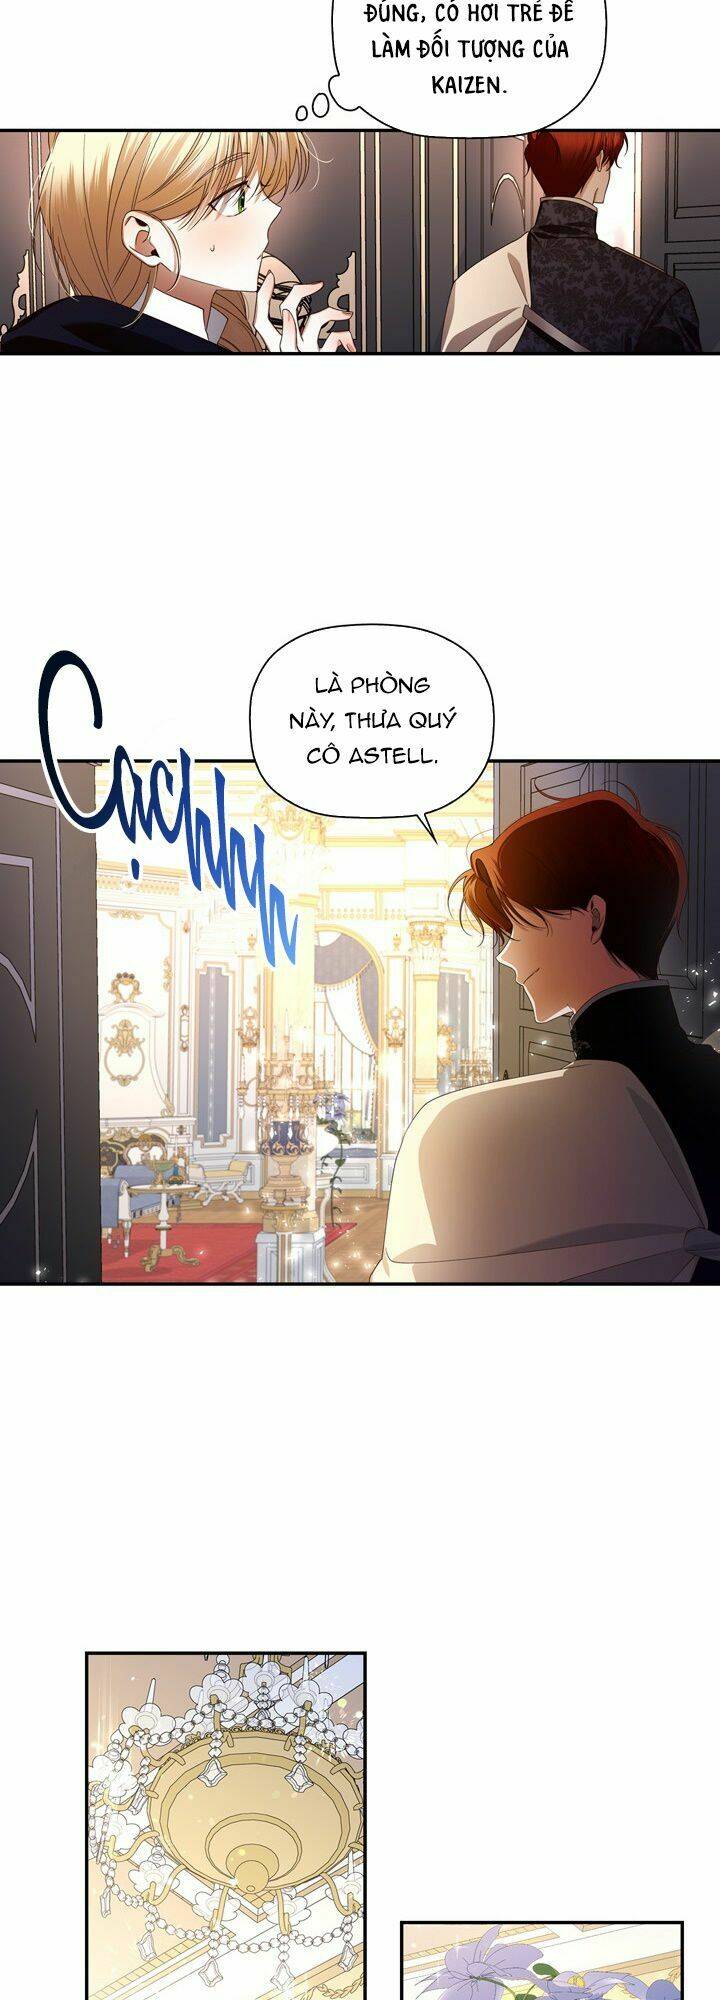 ĐÚNG, CÓ HƠI TRẺ ĐỂ
LÀM ĐỐI TƯỢNG CỦA
KAIZEN.
LÀ PHÒNG
NÀY, THƯA QUÝ
CÔ ASTELL.
Cạchhh